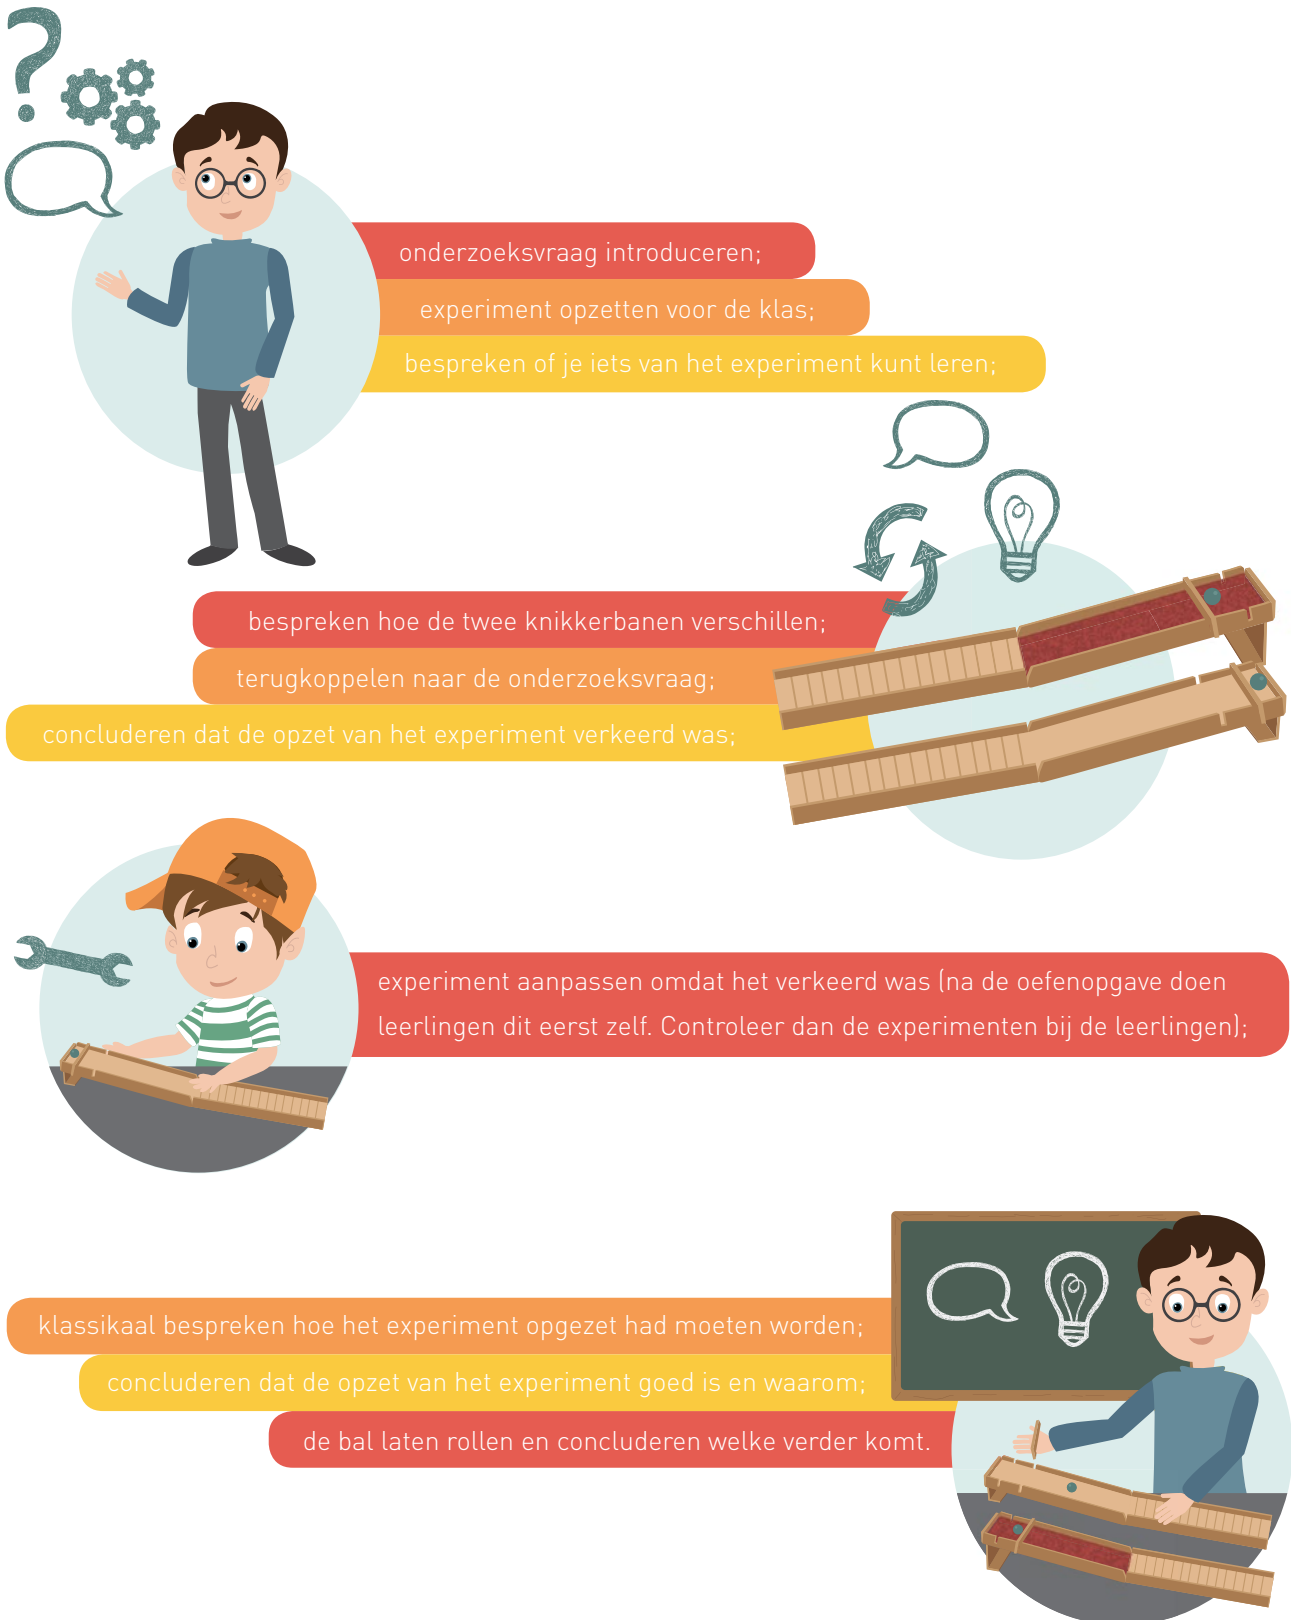 onderzoeksvraag introduceren;
experiment opzetten voor de klas;
bespreken of je iets van het experiment kunt leren;
bespreken hoe de twee knikkerbanen verschillen;
terugkoppelen naar de onderzoeksvraag;
concluderen dat de opzet van het experiment verkeerd was;
experiment aanpassen omdat het verkeerd was (na de oefenopgave doen
leerlingen dit eerst zelf. Controleer dan de experimenten bij de leerlingen);
klassikaal bespreken hoe het experiment opgezet had moeten worden;
concluderen dat de opzet van het experiment goed is en waarom;
de bal laten rollen en concluderen welke verder komt.